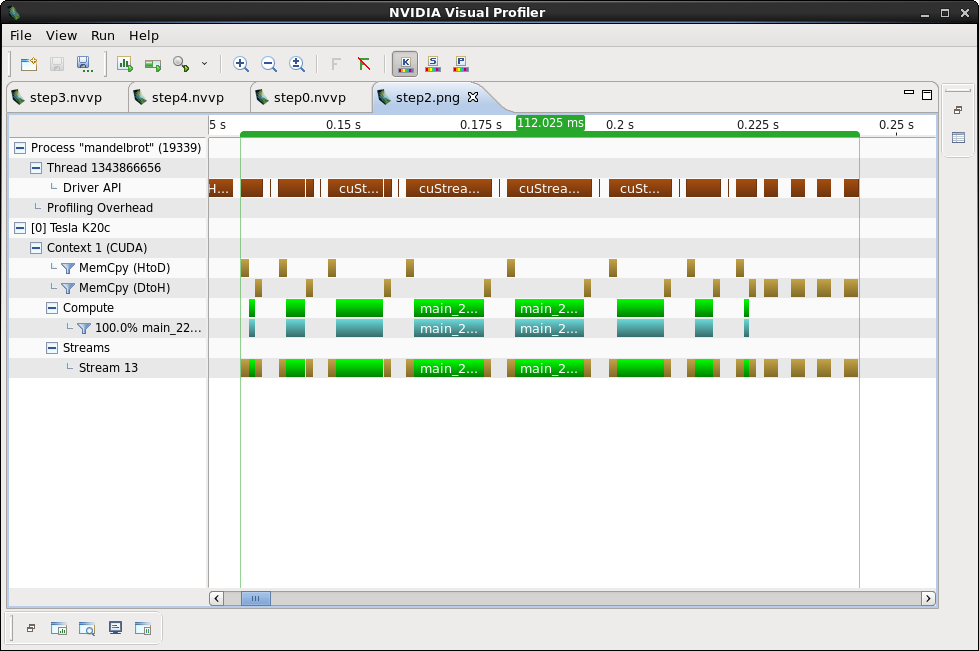 NVIDIA Visual Profiler
File View Run Help
step3.nvvp step4.nvvp step0.nvvp step2.png
5 s 0.15 s 0.175 s 112.025 ms 0.2 s 0.225 s 0.25 s
Process "mandelbrot" (19339)
Thread 1343866656
Driver API H... cuSt... cuStrea... cuStrea... cuSt...
Profiling Overhead
[0] Tesla K20c
Context 1 (CUDA)
MemCpy (HtoD)
MemCpy (DtoH)
Compute main_2... main_2...
100.0% main_22... main_2... main_2...
Streams
Stream 13 main_2... main_2...